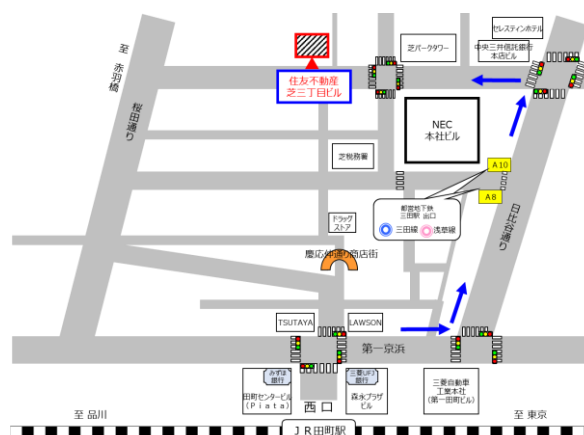 セレスティンホテル
芝パークタワー
中央三井信託銀行
本店ビル
至 赤羽橋
桜田通り
住友不動産
芝三丁目ビル
NEC
本社ビル
芝税務署
A10
A8
都営地下鉄
三田駅 出口
三田線
浅草線
日比谷通り
ドラッグ
ストア
慶応仲通り商店街
TSUTAYA
LAWSON
第一京浜
みずほ
銀行
三菱UFJ
銀行
田町センタービル
(Piata)
西口
森永プラザ
ビル
三菱自動車
工業本社
(第一田町ビル)
至 品川
至 東京
JR田町駅